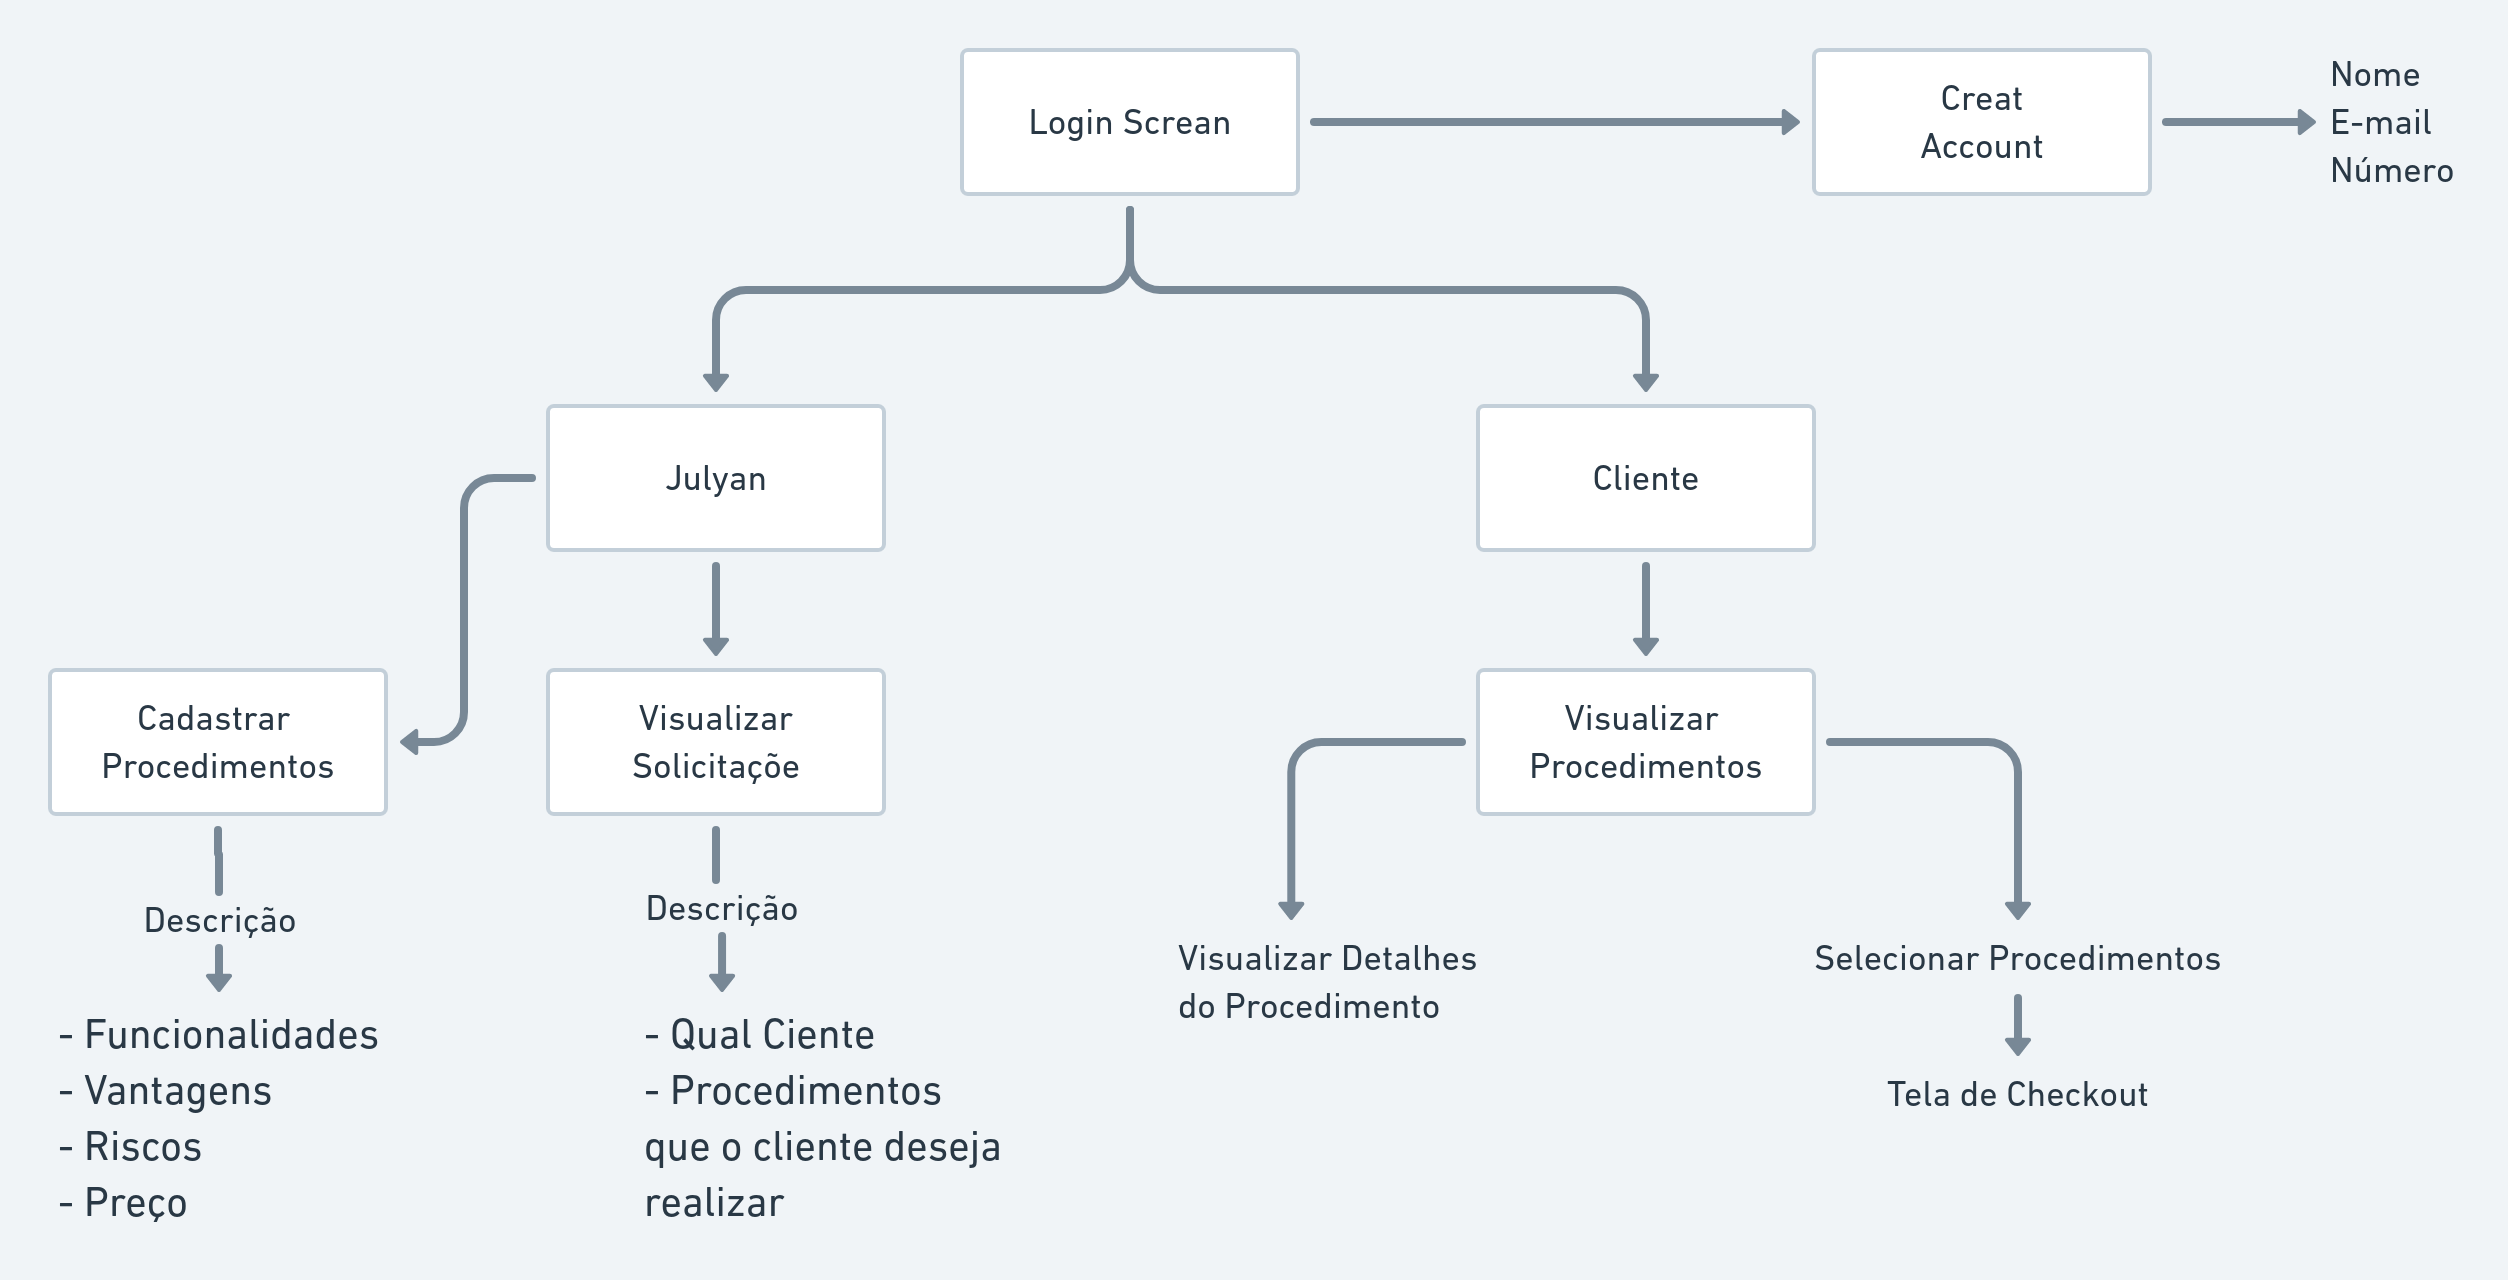 Login Screan
Creat
Account
Nome
E-mail
Número
Julyan
Cliente
Cadastrar
Procedimentos
Visualizar
Solicitaçõe
Visualizar
Procedimentos
Descrição
- Funcionalidades
- Vantagens
- Riscos
- Preço
Descrição
- Qual Ciente
- Procedimentos
que o cliente deseja
realizar
Visualizar Detalhes
do Procedimento
Selecionar Procedimentos
Tela de Checkout